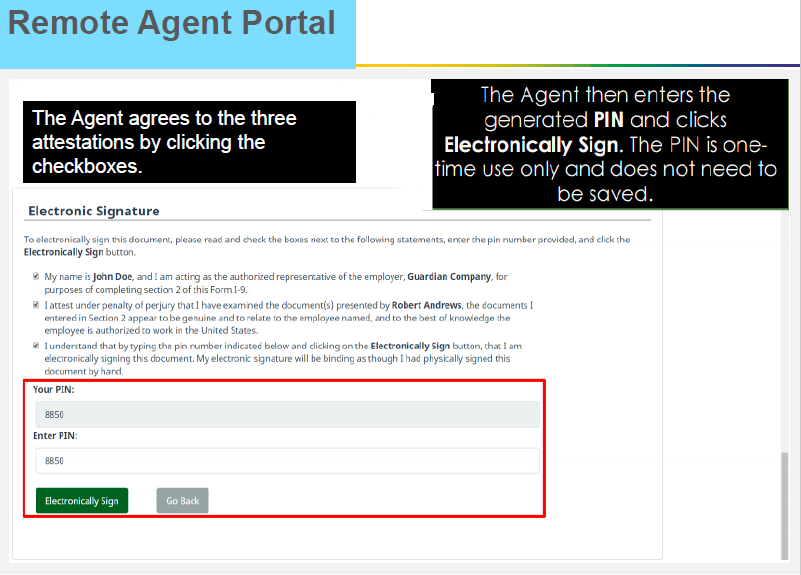 Remote Agent Portal
The Agent agrees to the three
attestations by clicking the
checkboxes.
The Agent then enters the
generated PIN and clicks
Electronically Sign. The PIN is one-
time use only and does not need to
be saved.
Electronic Signature
To electronically sign this document, please read and check the boxes next to the following statements, enter the pin number provided, and click the
Electronically Sign button.
My name is John Doe, and I am acting as the authorized representative of the employer, Guardian Company, for
purposes of completing section 2 of this Form I-9.
I attest under penalty of perjury that I have examined the document(s) presented by Robert Andrews, the documents I
entered in Section 2 appear to be genuine and to relate to the employee named, and to the best of knowledge the
employee is authorized to work in the United States.
I understand that by typing the pin number indicated below and clicking on the Electronically Sign button, that I am
electronically signing this document. My electronic signature will be binding as though I had physically signed this
document by hand.
Your PIN:
8850
Enter PIN:
8850
Electronically Sign
Go Back